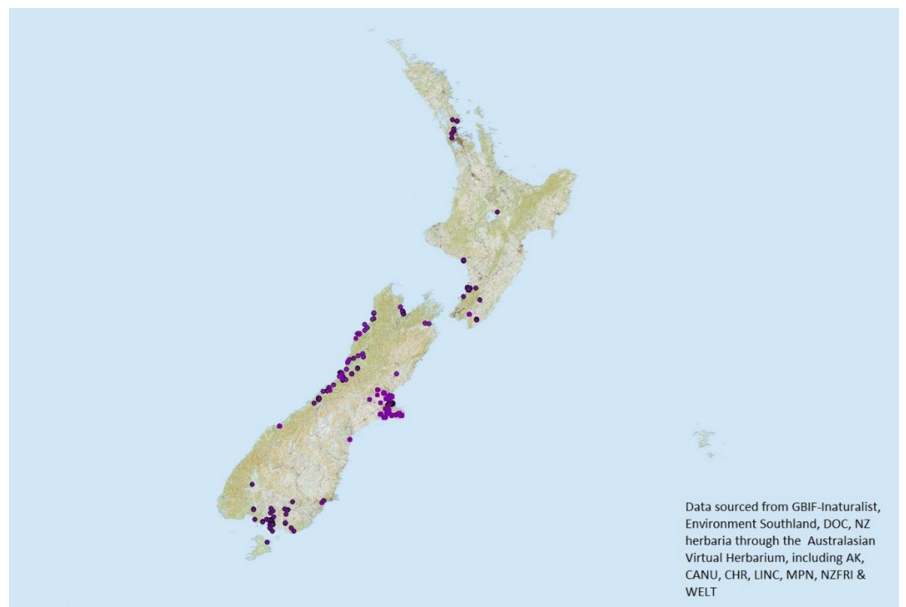 Data sourced from GBIF-Inaturalist,
Environment Southland, DOC, NZ
herbaria through the Australasian
Virtual Herbarium, including AK,
CANU, CHR, LINC, MPN, NZFRI &
WELT